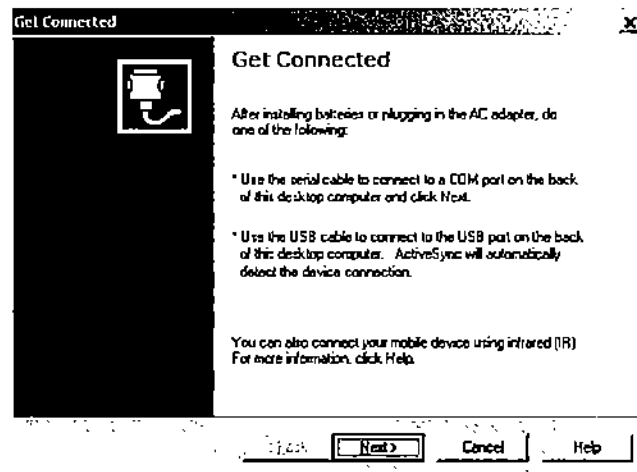 Get Connected
Get Connected
After installing batteries or plugging in the AC adapter, do
one of the following:
* Use the serial cable to connect to a COM port on the back
of this desktop computer and click Next.
* Use the USB cable to connect to the USB port on the back
of this desktop computer. ActiveSync will automatically
detect the device connection.
You can also connect your mobile device using infrared (IR)
For more information, click Help.
Next > Cancel Help